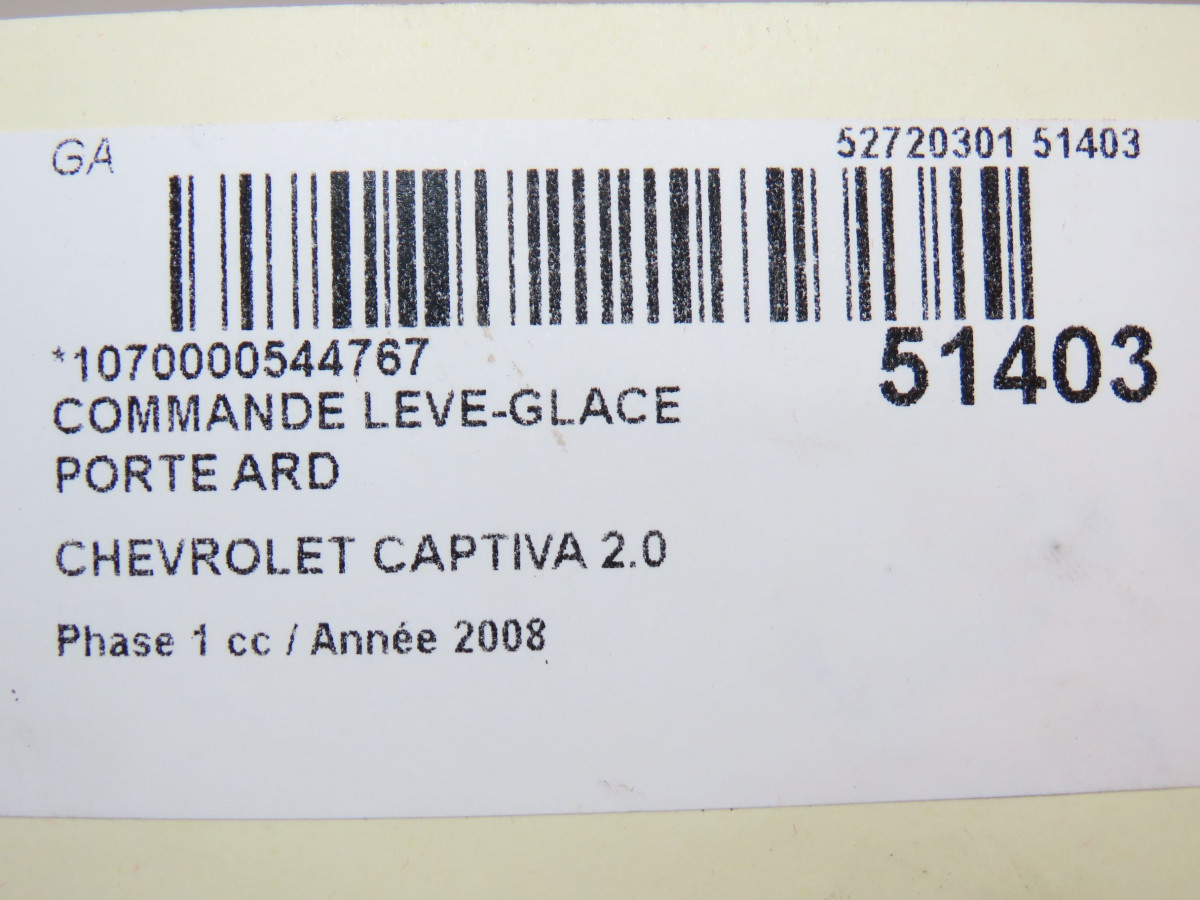 GA
52720301 51403
*1070000544767
51403
COMMANDE LEVE-GLACE
PORTE ARD
CHEVROLET CAPTIVA 2.0
Phase 1 cc / Année 2008